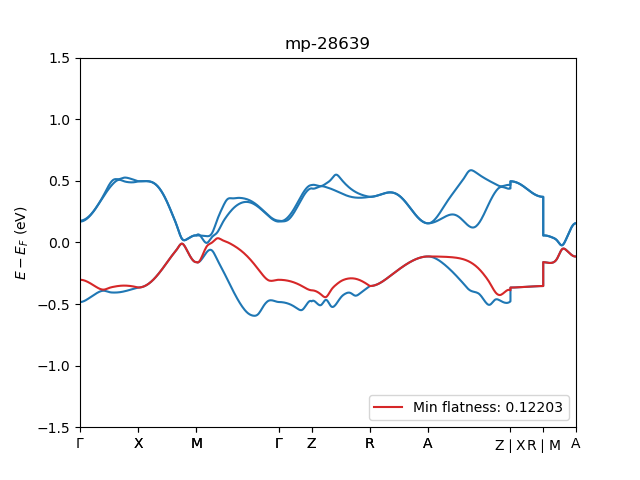 mp-28639
E − E_F (eV)
1.5
1.0
0.5
0.0
−0.5
−1.0
−1.5
Min flatness: 0.12203
Γ X M Γ Z R A Z | X R | M A